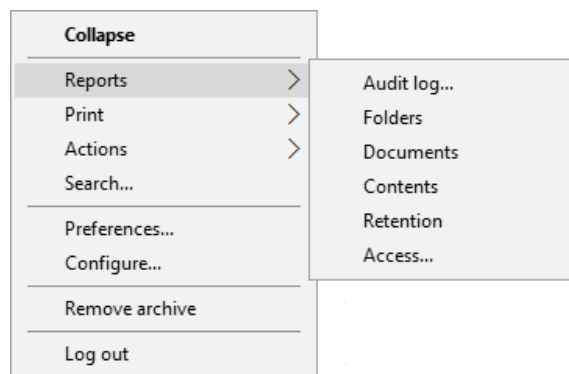 Collapse
Reports
Print
Actions
Search...
Preferences...
Configure...
Remove archive
Log out
Audit log...
Folders
Documents
Contents
Retention
Access...